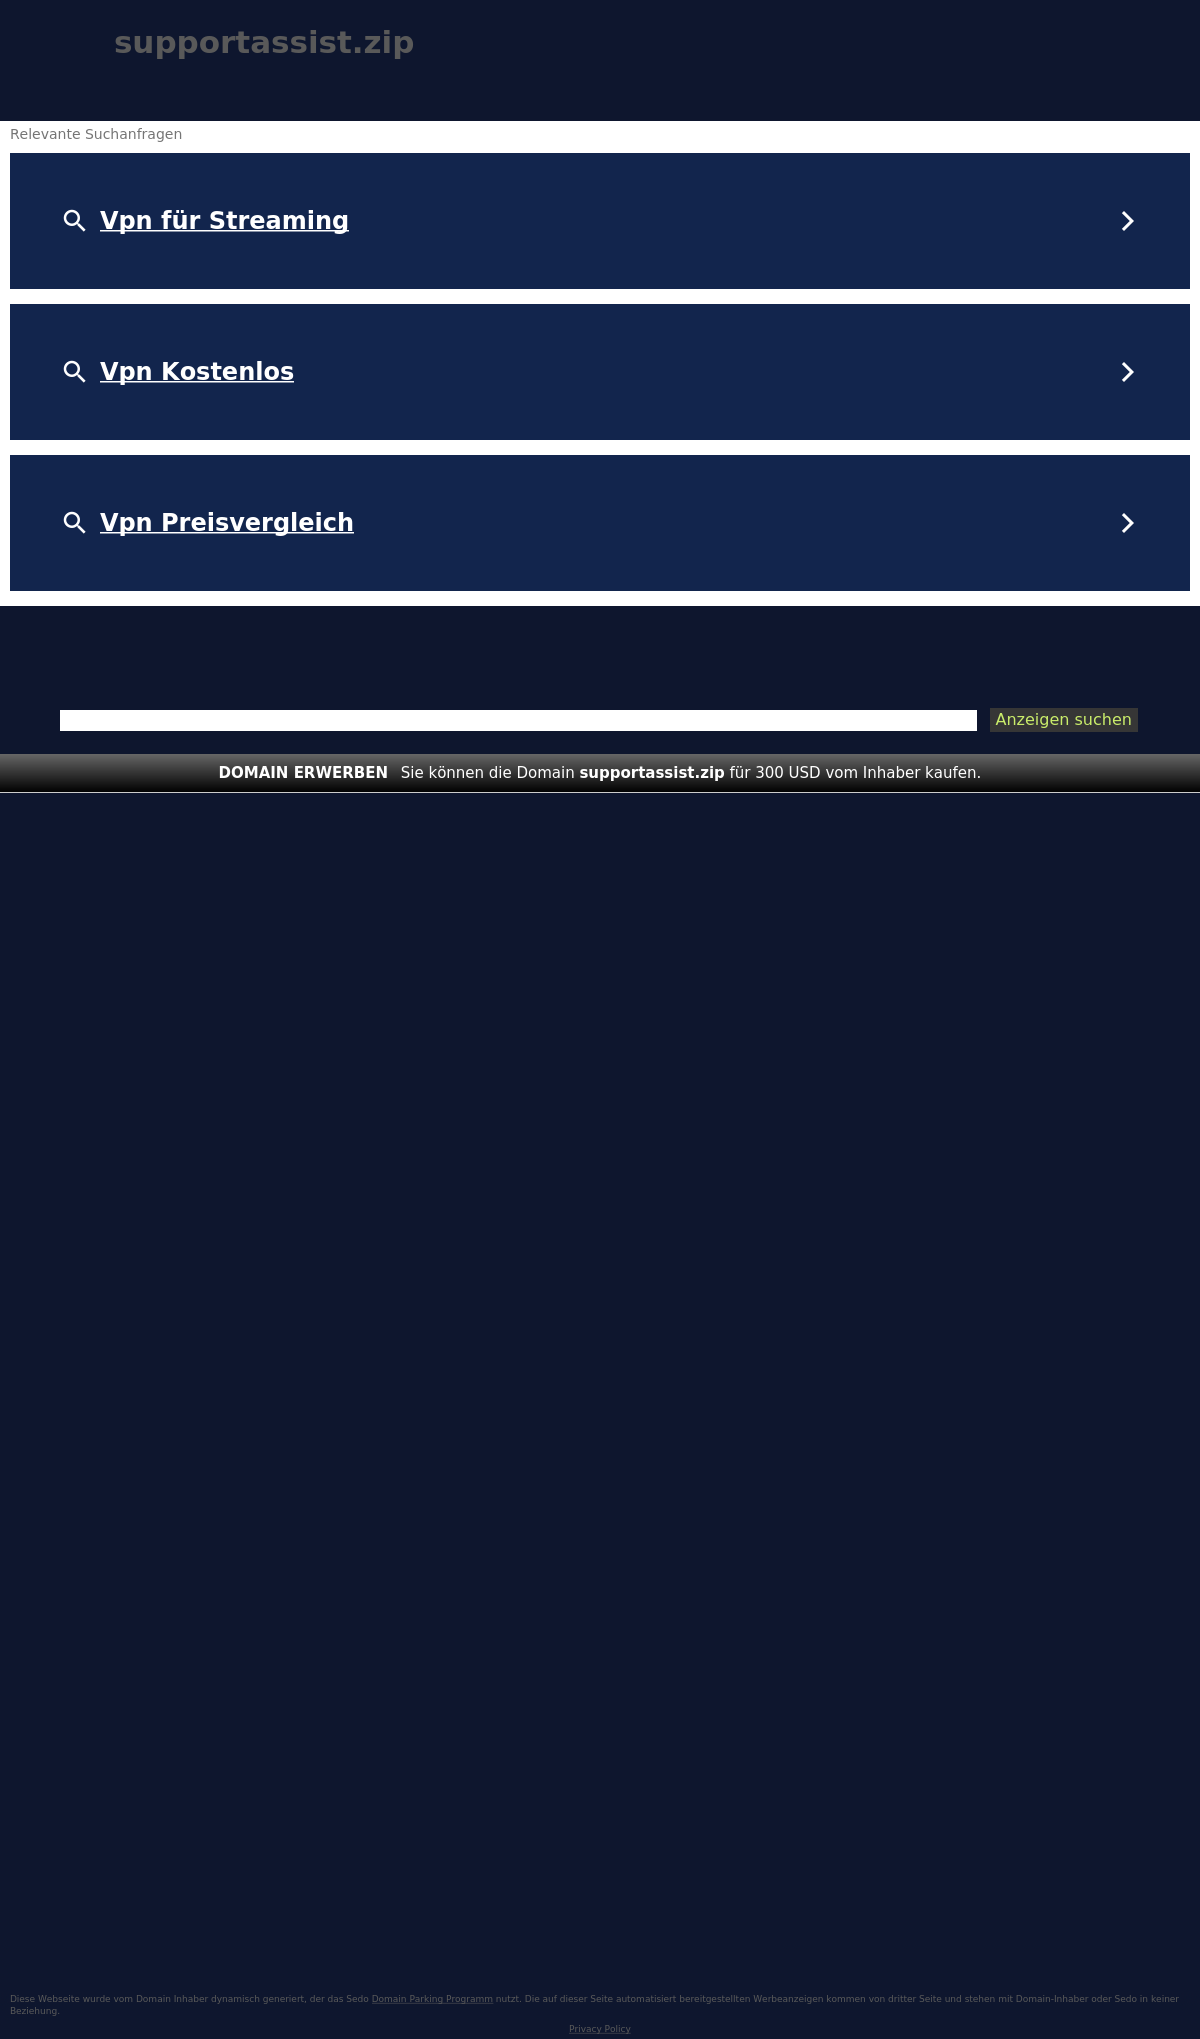 supportassist.zip
Relevante Suchanfragen
Vpn für Streaming
Vpn Kostenlos
Vpn Preisvergleich
Anzeigen suchen
DOMAIN ERWERBEN Sie können die Domain supportassist.zip für 300 USD vom Inhaber kaufen.
Diese Webseite wurde vom Domain Inhaber dynamisch generiert, der das Sedo Domain Parking Programm nutzt. Die auf dieser Seite automatisiert bereitgestellten Werbeanzeigen kommen von dritter Seite und stehen mit Domain-Inhaber oder Sedo in keiner
Beziehung.
Privacy Policy